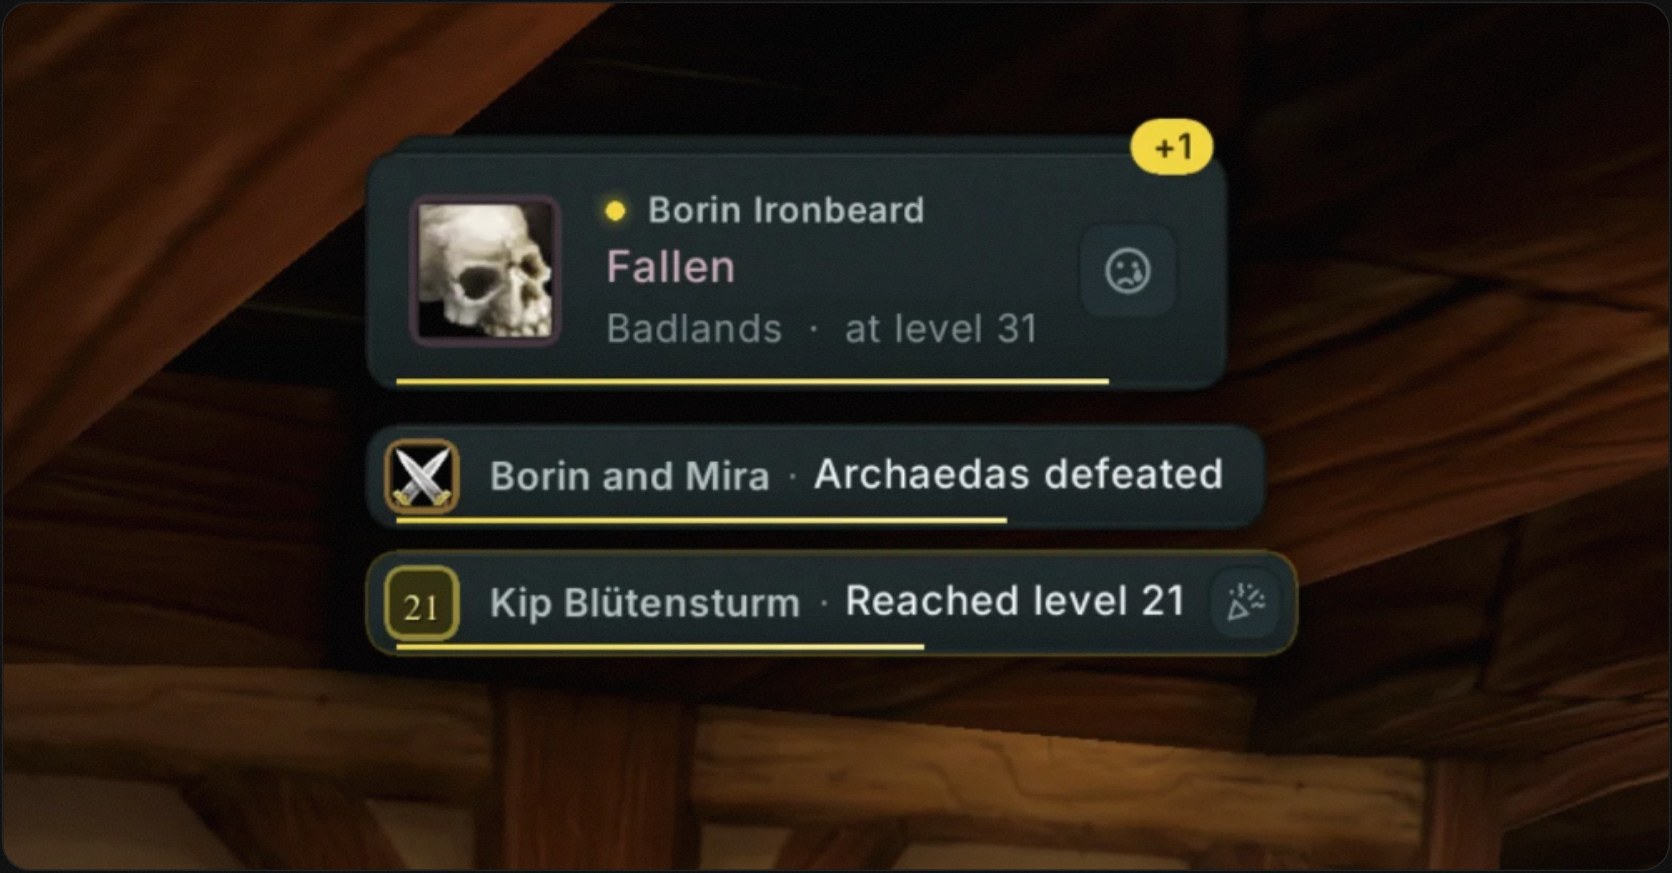 +1
Borin Ironbeard
Fallen
Badlands · at level 31
Borin and Mira · Archaedas defeated
21 Kip Blütensturm · Reached level 21